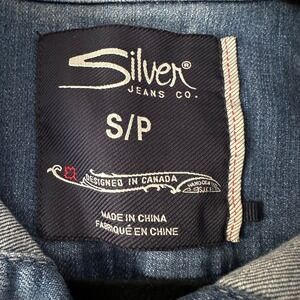 Silver®
JEANS CO.
S/P
DESIGNED IN CANADA
MADE IN CHINA
FABRIQUÉ EN CHINE